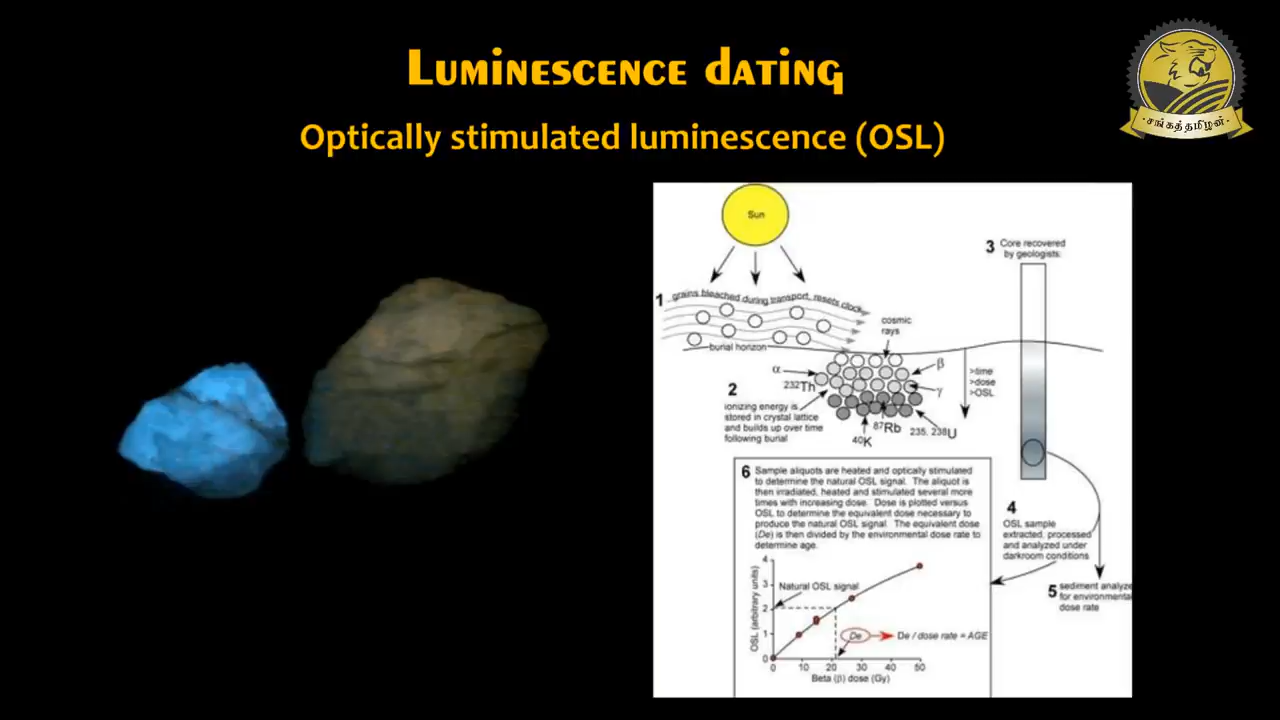 Luminescence dating
Optically stimulated luminescence (OSL)
·சங்கத்தமிழன்·
Sun
1 grains bleached during transport, resets clock
burial horizon
cosmic
rays
α
β
γ
232Th
87Rb
40K
235, 238U
2
ionizing energy is
stored in crystal lattice
and builds up over time
following burial
>time
>dose
>OSL
3 Core recovered
by geologists.
4
OSL sample
extracted, processed
and analyzed under
darkroom conditions
5 sediment analyze
for environmental
dose rate
6 Sample aliquots are heated and optically stimulated
to determine the natural OSL signal. The aliquot is
then irradiated, heated and stimulated several more
times with increasing dose. Dose is plotted versus
OSL to determine the equivalent dose necessary to
produce the natural OSL signal. The equivalent dose
(De) is then divided by the environmental dose rate to
determine age.
OSL (arbitrary units)
4
3
2
1
0
Natural OSL signal
De
De / dose rate = AGE
0 10 20 30 40 50
Beta (β) dose (Gy)